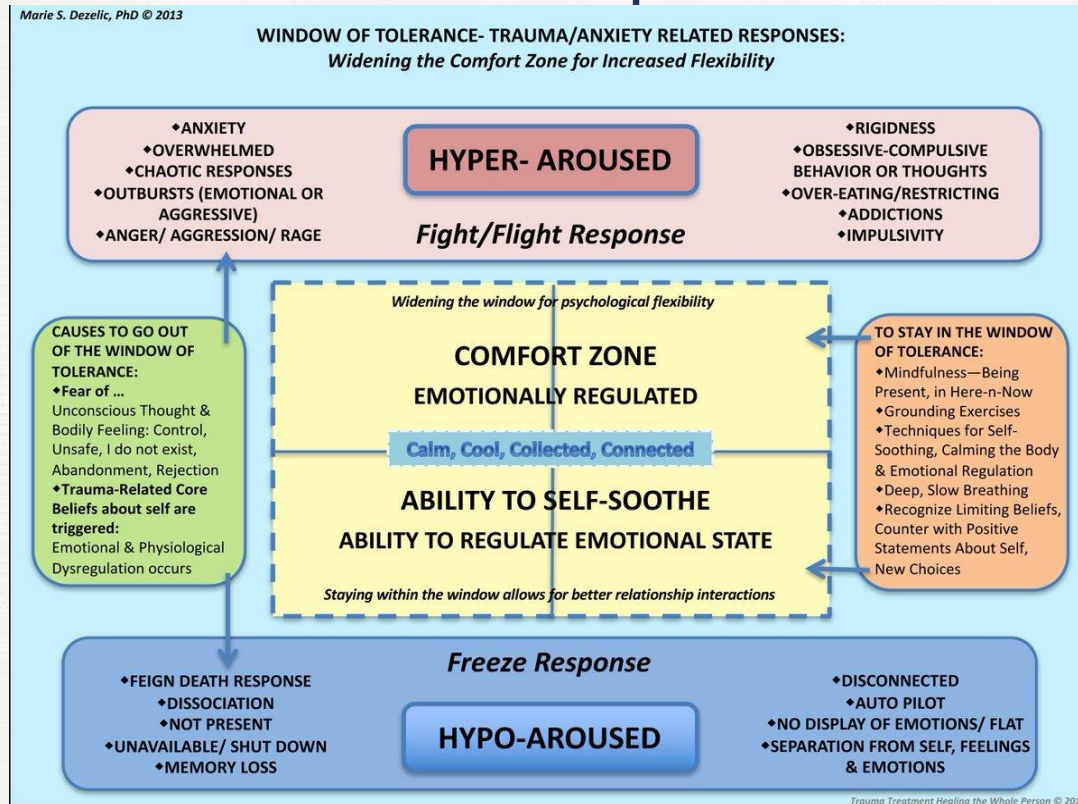 Marie S. Dezelic, PhD © 2013
WINDOW OF TOLERANCE- TRAUMA/ANXIETY RELATED RESPONSES:
Widening the Comfort Zone for Increased Flexibility
◆ANXIETY
◆OVERWHELMED
◆CHAOTIC RESPONSES
◆OUTBURSTS (EMOTIONAL OR
AGGRESSIVE)
◆ANGER/ AGGRESSION/ RAGE
HYPER- AROUSED
Fight/Flight Response
◆RIGIDNESS
◆OBSESSIVE-COMPULSIVE
BEHAVIOR OR THOUGHTS
◆OVER-EATING/RESTRICTING
◆ADDICTIONS
◆IMPULSIVITY
CAUSES TO GO OUT
OF THE WINDOW OF
TOLERANCE:
◆Fear of …
Unconscious Thought &
Bodily Feeling: Control,
Unsafe, I do not exist,
Abandonment, Rejection
◆Trauma-Related Core
Beliefs about self are
triggered:
Emotional & Physiological
Dysregulation occurs
Widening the window for psychological flexibility
COMFORT ZONE
EMOTIONALLY REGULATED
Calm, Cool, Collected, Connected
ABILITY TO SELF-SOOTHE
ABILITY TO REGULATE EMOTIONAL STATE
Staying within the window allows for better relationship interactions
TO STAY IN THE WINDOW
OF TOLERANCE:
◆Mindfulness—Being
Present, in Here-n-Now
◆Grounding Exercises
◆Techniques for Self-
Soothing, Calming the Body
& Emotional Regulation
◆Deep, Slow Breathing
◆Recognize Limiting Beliefs,
Counter with Positive
Statements About Self,
New Choices
Freeze Response
HYPO-AROUSED
◆FEIGN DEATH RESPONSE
◆DISSOCIATION
◆NOT PRESENT
◆UNAVAILABLE/ SHUT DOWN
◆MEMORY LOSS
◆DISCONNECTED
◆AUTO PILOT
◆NO DISPLAY OF EMOTIONS/ FLAT
◆SEPARATION FROM SELF, FEELINGS
& EMOTIONS
Trauma Treatment Healing the Whole Person ©